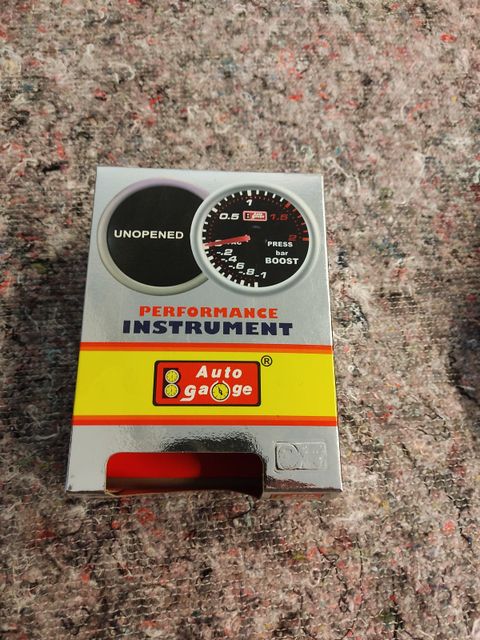 UNOPENED
1
0.5
1.5
2
.2
.4
.6
.8
-1
PRESS
bar
BOOST
PERFORMANCE
INSTRUMENT
Auto
gauge
®